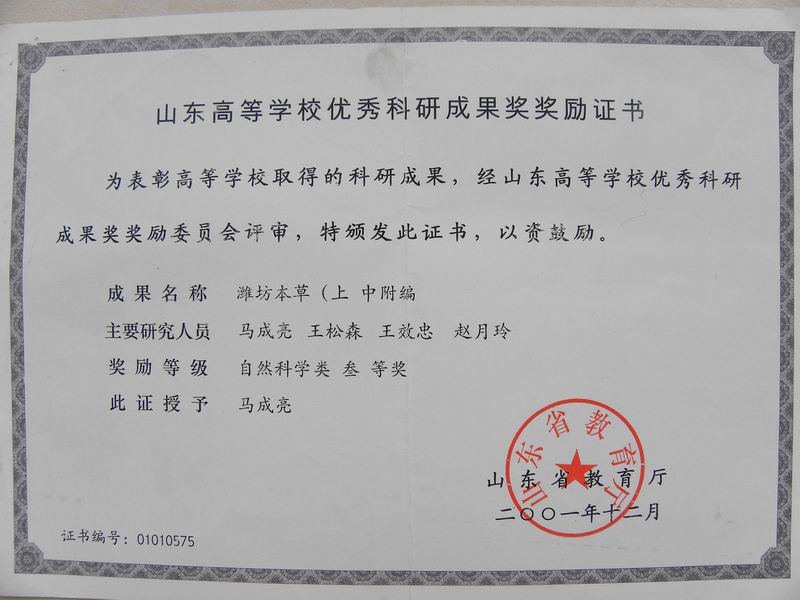 山东高等学校优秀科研成果奖奖励证书
为表彰高等学校取得的科研成果，经山东高等学校优秀科研
成果奖奖励委员会评审，特颁发此证书，以资鼓励。
成果名称 潍坊本草（上 中附编
主要研究人员 马成亮 王松森 王效忠 赵月玲
奖励等级 自然科学类 叁 等奖
此证授予 马成亮
山东省教育厅
山东省教育厅
二〇〇一年十二月
证书编号：01010575